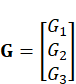 𝐆 = [G₁
G₂
G₃]